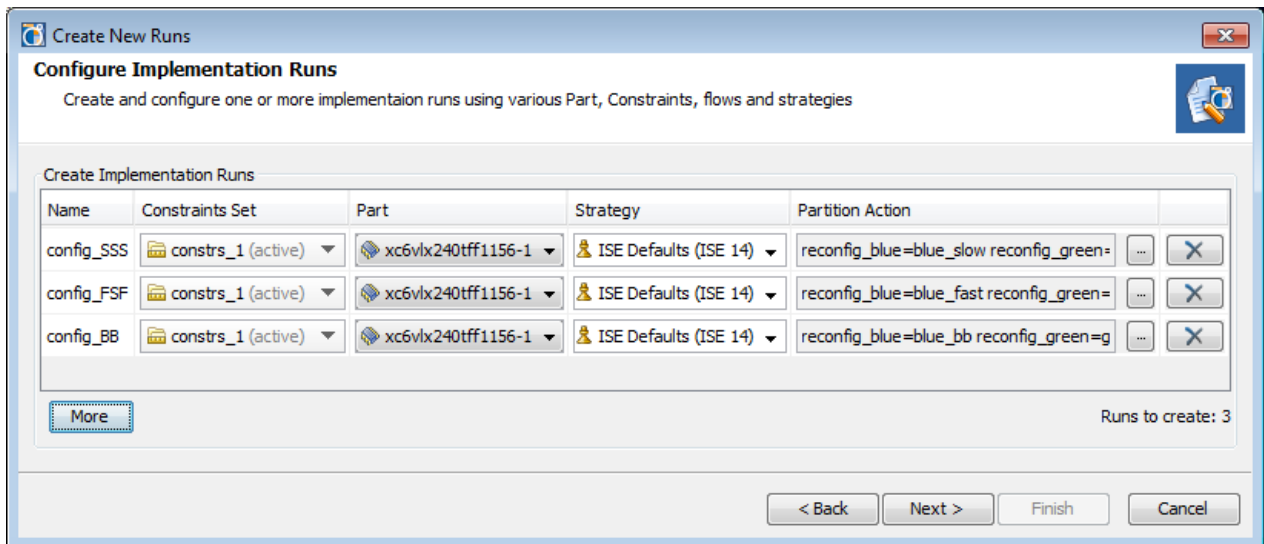 Create New Runs
Configure Implementation Runs
Create and configure one or more implementaion runs using various Part, Constraints, flows and strategies
Create Implementation Runs
Name Constraints Set Part Strategy Partition Action
config_SSS constrs_1 (active) xc6vlx240tff1156-1 ISE Defaults (ISE 14) reconfig_blue=blue_slow reconfig_green= ...
config_FSF constrs_1 (active) xc6vlx240tff1156-1 ISE Defaults (ISE 14) reconfig_blue=blue_fast reconfig_green= ...
config_BB constrs_1 (active) xc6vlx240tff1156-1 ISE Defaults (ISE 14) reconfig_blue=blue_bb reconfig_green=g ...
More Runs to create: 3
< Back Next > Finish Cancel